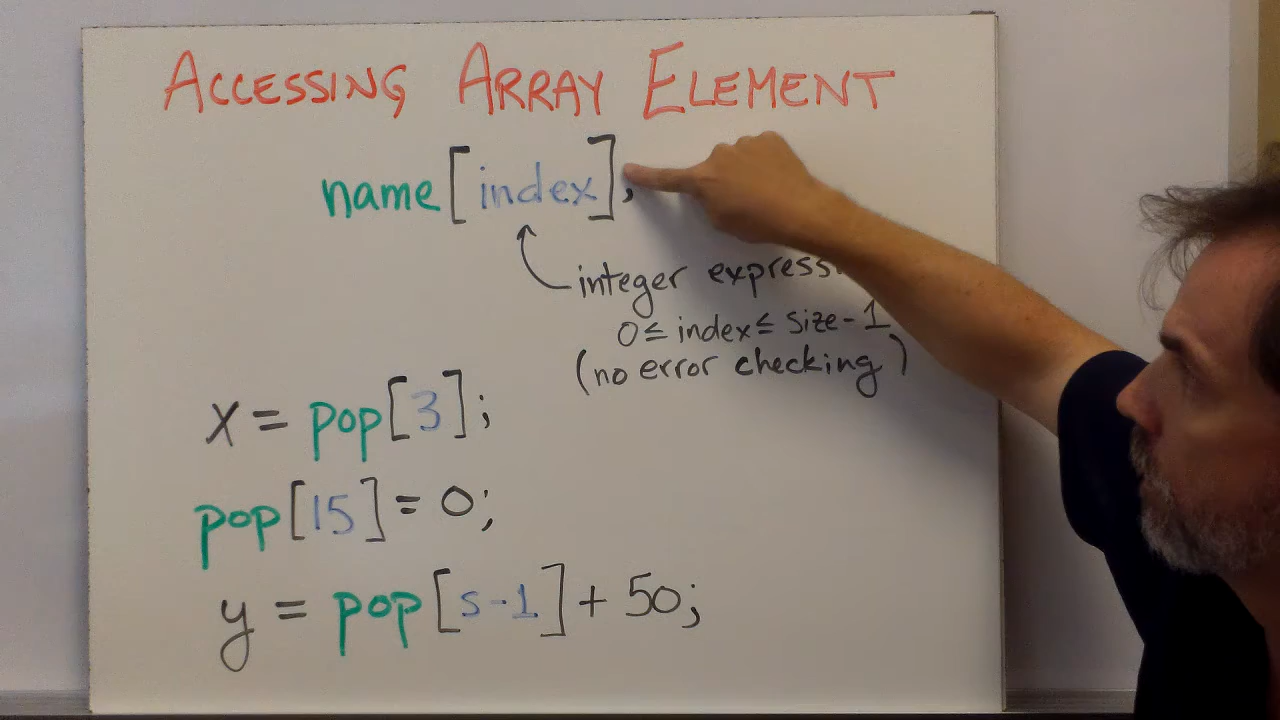 ACCESSING ARRAY ELEMENT
name[index];
integer express
0 ≤ index ≤ size - 1
(no error checking)
x = pop[3];
pop[15] = 0;
y = pop[s-1] + 50;